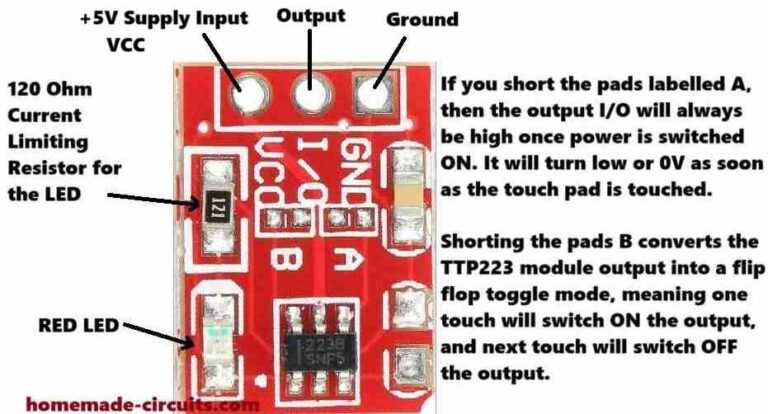 +5V Supply Input
VCC
Output
Ground
120 Ohm
Current
Limiting
Resistor for
the LED
If you short the pads labelled A,
then the output I/O will always
be high once power is switched
ON. It will turn low or 0V as soon
as the touch pad is touched.
VCC
I/O
GND
121
B
A
Shorting the pads B converts the
TTP223 module output into a flip
flop toggle mode, meaning one
touch will switch ON the output,
and next touch will switch OFF
the output.
RED LED
223B
SNF5
homemade-circuits.com